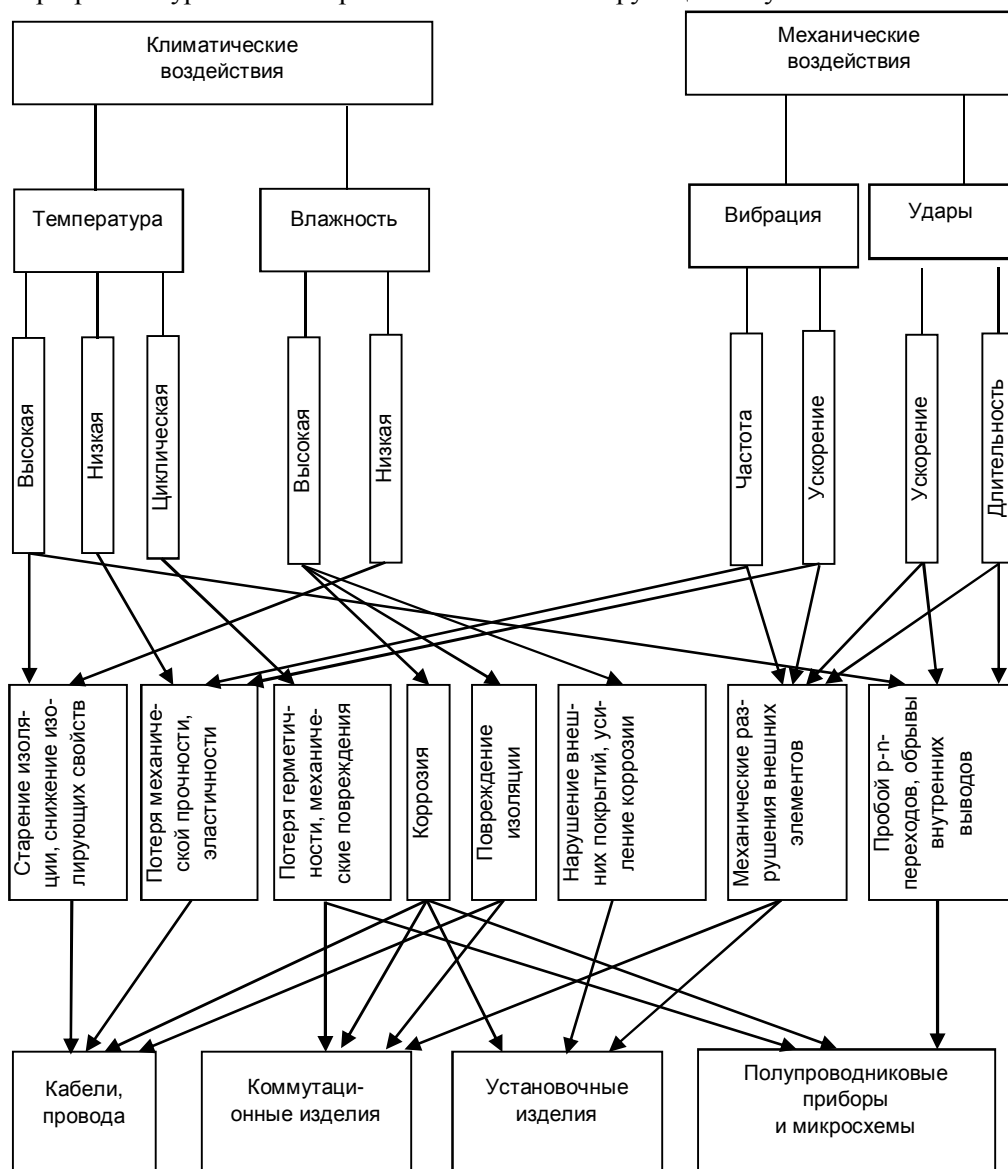 Климатические
воздействия
Механические
воздействия
Температура
Влажность
Вибрация
Удары
Высокая
Низкая
Циклическая
Высокая
Низкая
Частота
Ускорение
Ускорение
Длительность
Старение изоля-
ции, снижение изо-
лирующих свойств
Потеря механиче-
ской прочности,
эластичности
Потеря герметич-
ности, механиче-
ские повреждения
Коррозия
Повреждение
изоляции
Нарушение внеш-
них покрытий, уси-
ление коррозии
Механические раз-
рушения внешних
элементов
Пробой p-n-
переходов, обрывы
внутренних
выводов
Кабели,
провода
Коммутаци-
онные изделия
Установочные
изделия
Полупроводниковые
приборы
и микросхемы